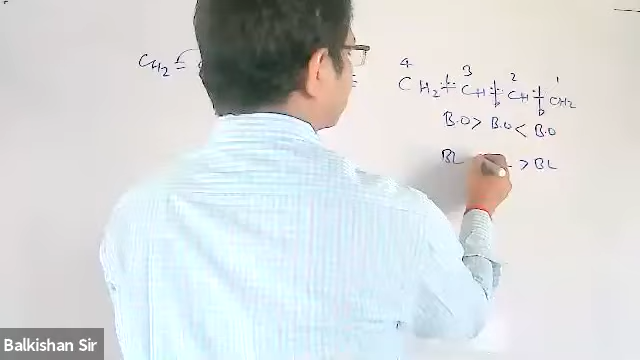 CH₂=
4 3 2 1
CH₂ CH CH CH₂
B.O > B.O < B.O
BL > BL
Balkishan Sir